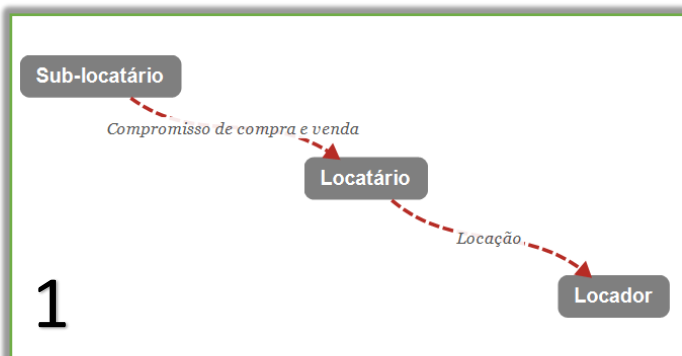 Sub-locatário
Compromisso de compra e venda
Locatário
Locação
Locador
1